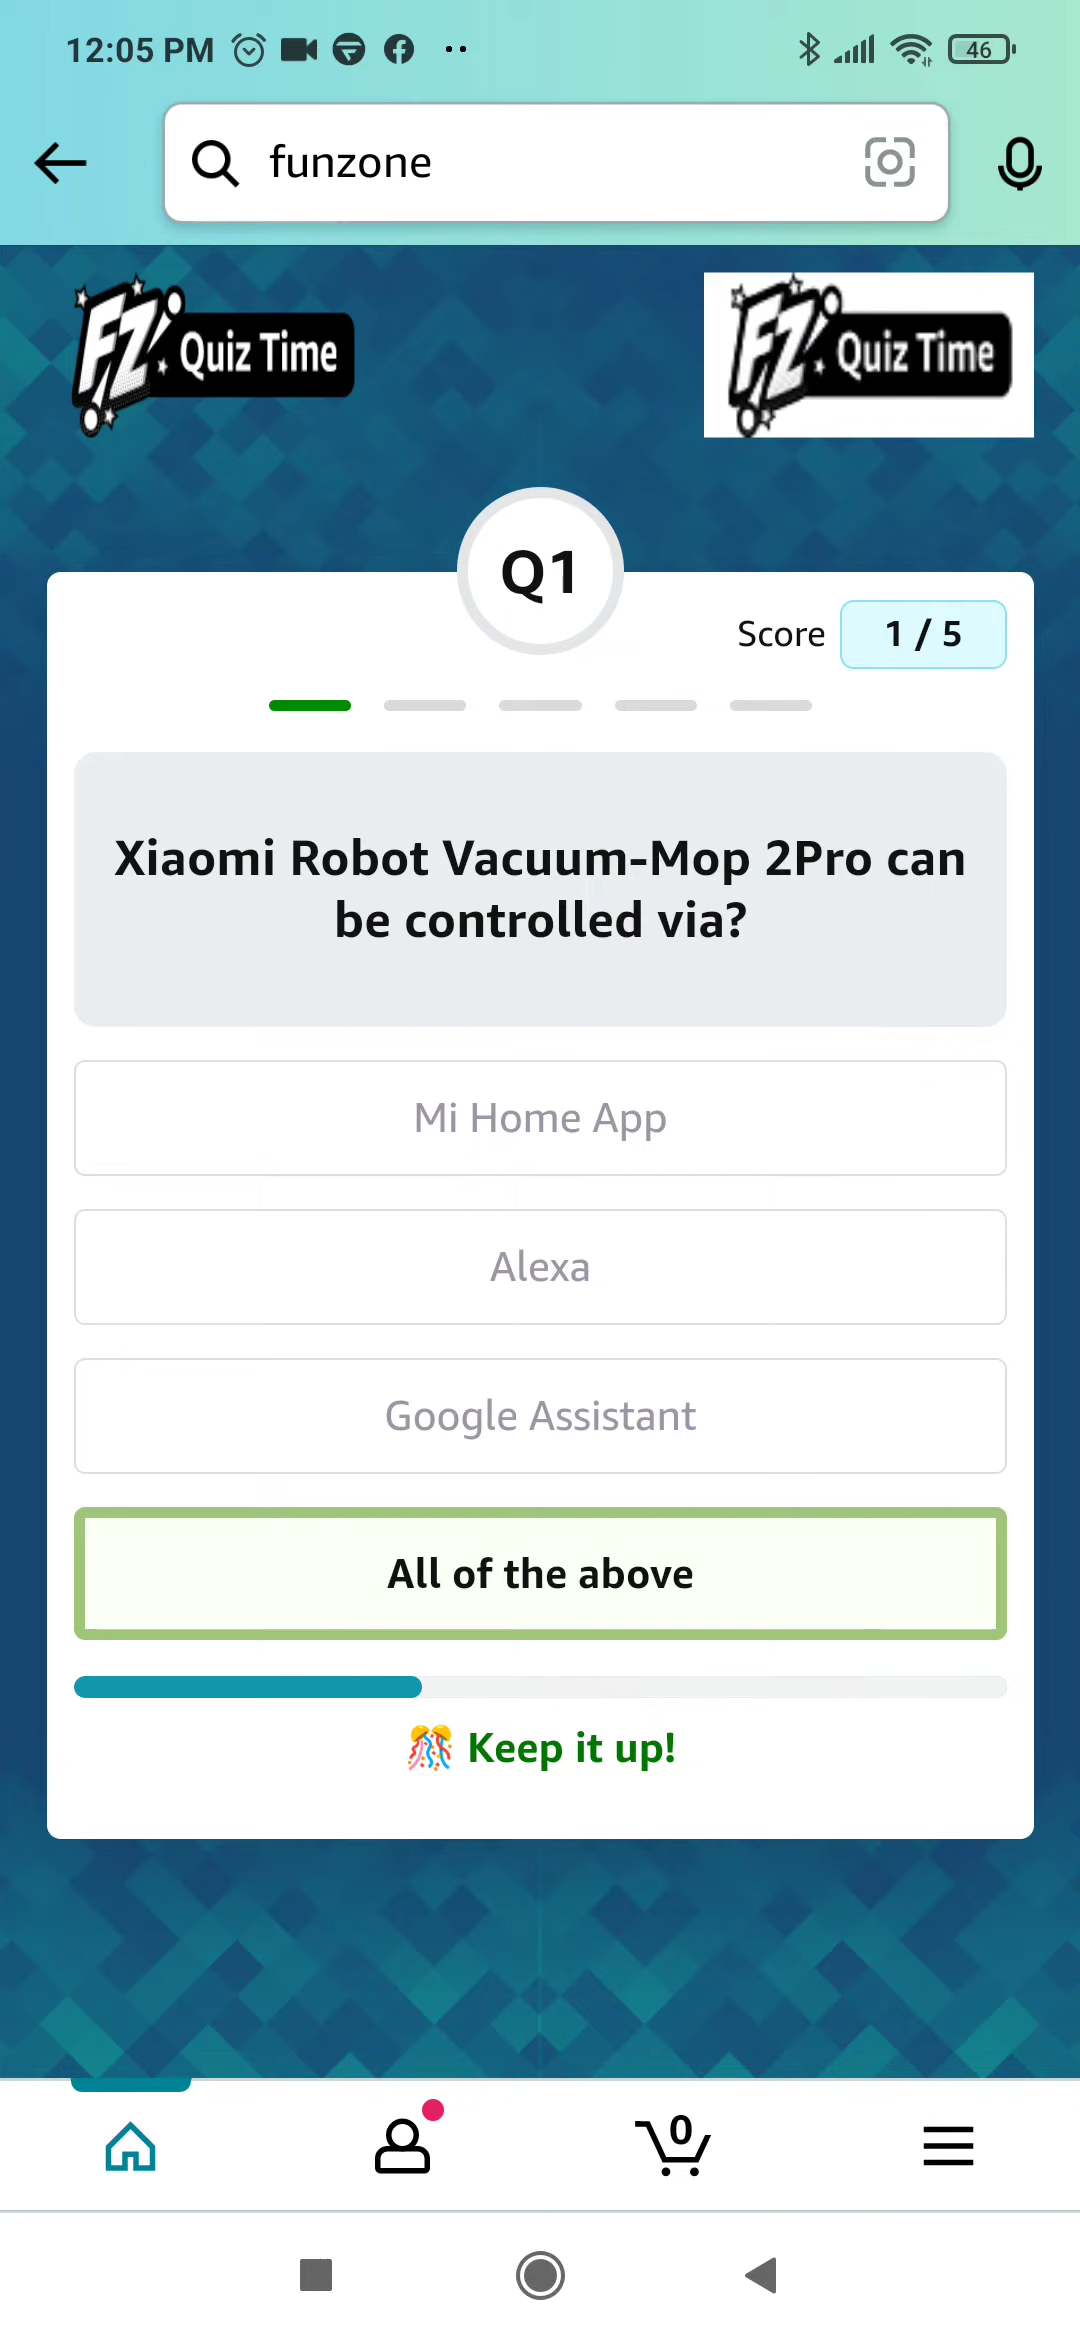 12:05 PM
46
funzone
FZ Quiz Time
FZ Quiz Time
Q1
Score 1 / 5
Xiaomi Robot Vacuum-Mop 2Pro can
be controlled via?
Mi Home App
Alexa
Google Assistant
All of the above
🎊 Keep it up!
0